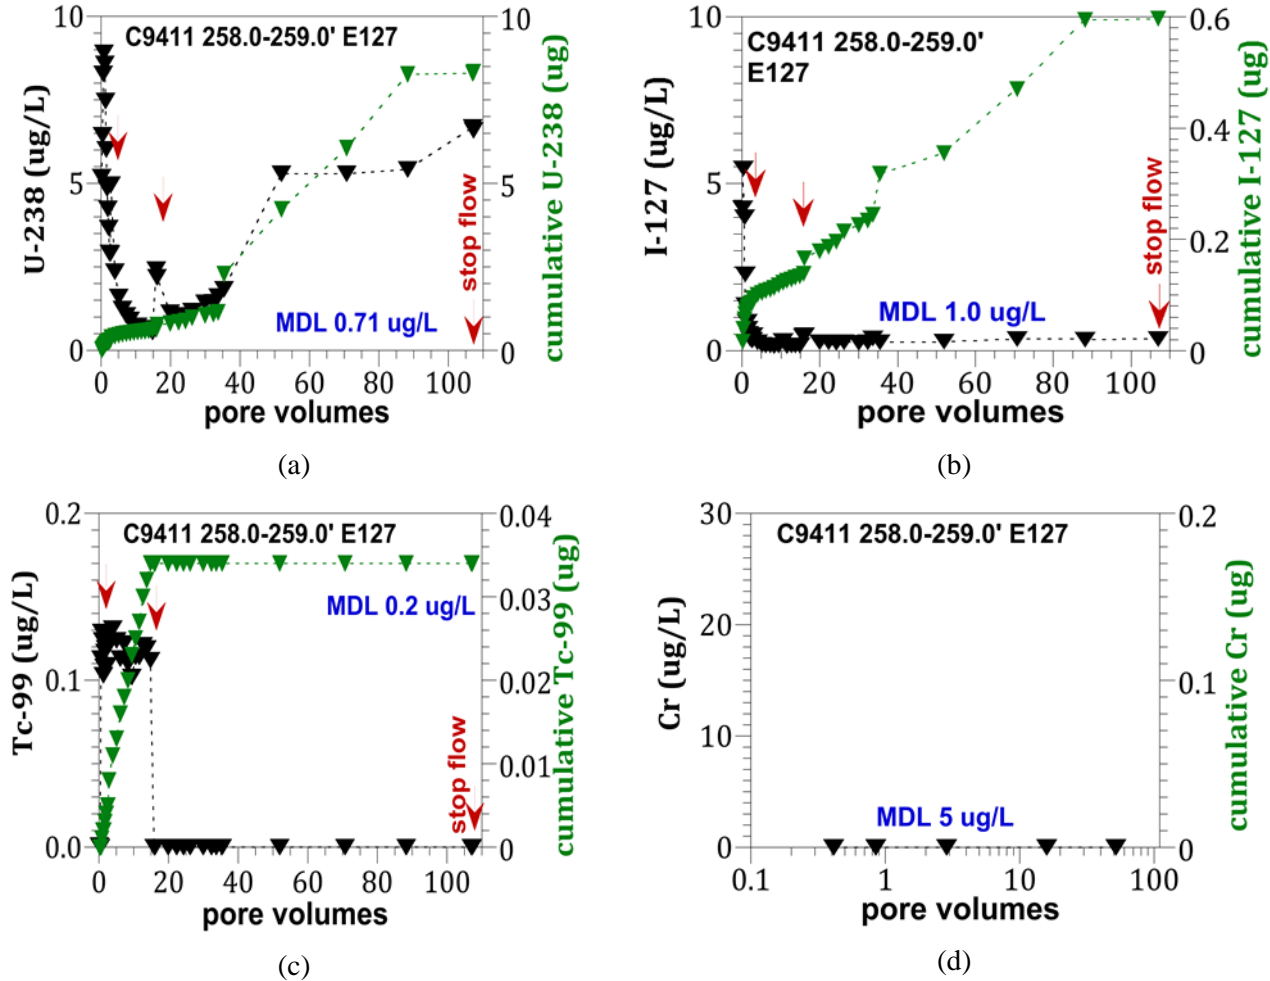 C9411 258.0-259.0' E127
U-238 (ug/L)
10
5
0
cumulative U-238 (ug)
10
5
0
stop flow
MDL 0.71 ug/L
0 20 40 60 80 100
pore volumes
(a)
C9411 258.0-259.0'
E127
I-127 (ug/L)
10
5
0
cumulative I-127 (ug)
0.6
0.4
0.2
0
stop flow
MDL 1.0 ug/L
0 20 40 60 80 100
pore volumes
(b)
C9411 258.0-259.0' E127
Tc-99 (ug/L)
0.2
0.1
0.0
cumulative Tc-99 (ug)
0.04
0.03
0.02
0.01
0
MDL 0.2 ug/L
stop flow
0 20 40 60 80 100
pore volumes
(c)
C9411 258.0-259.0' E127
Cr (ug/L)
30
20
10
0
cumulative Cr (ug)
0.2
0.1
0
MDL 5 ug/L
0.1 1 10 100
pore volumes
(d)